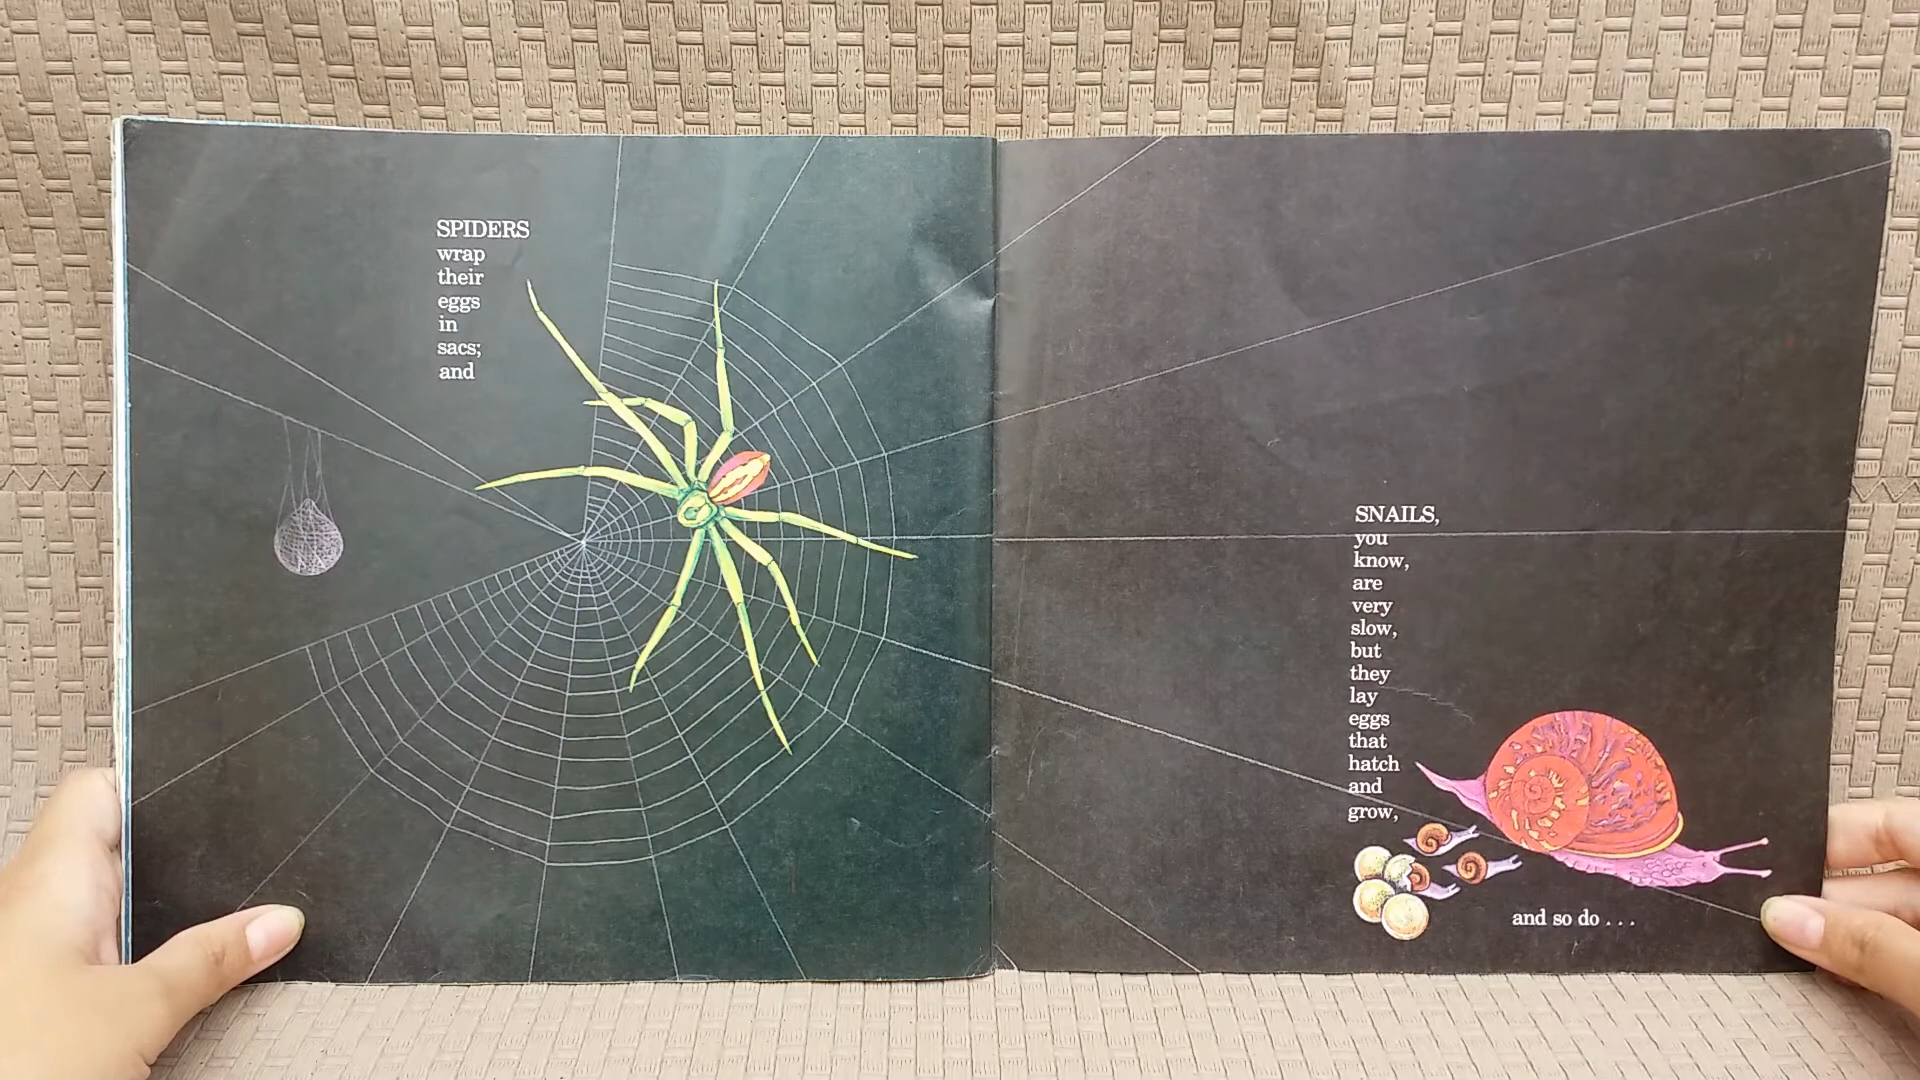 SPIDERS
wrap
their
eggs
in
sacs;
and
SNAILS,
you
know,
are
very
slow,
but
they
lay
eggs
that
hatch
and
grow,
and so do . . .